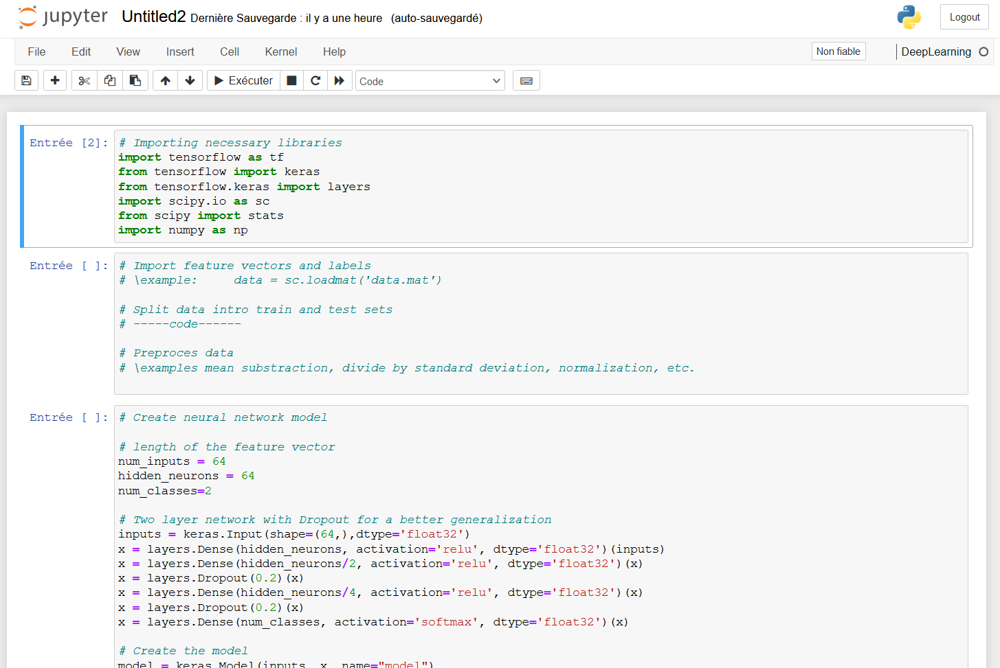 jupyter Untitled2 Dernière Sauvegarde : il y a une heure (auto-sauvegardé) Logout
File Edit View Insert Cell Kernel Help Non fiable DeepLearning
Exécuter Code
Entrée [2]: # Importing necessary libraries
import tensorflow as tf
from tensorflow import keras
from tensorflow.keras import layers
import scipy.io as sc
from scipy import stats
import numpy as np
Entrée [ ]: # Import feature vectors and labels
# \example:     data = sc.loadmat('data.mat')
# Split data intro train and test sets
# -----code------
# Preproces data
# \examples mean substraction, divide by standard deviation, normalization, etc.
Entrée [ ]: # Create neural network model
# length of the feature vector
num_inputs = 64
hidden_neurons = 64
num_classes=2
# Two layer network with Dropout for a better generalization
inputs = keras.Input(shape=(64,),dtype='float32')
x = layers.Dense(hidden_neurons, activation='relu', dtype='float32')(inputs)
x = layers.Dense(hidden_neurons/2, activation='relu', dtype='float32')(x)
x = layers.Dropout(0.2)(x)
x = layers.Dense(hidden_neurons/4, activation='relu', dtype='float32')(x)
x = layers.Dropout(0.2)(x)
x = layers.Dense(num_classes, activation='softmax', dtype='float32')(x)
# Create the model
model = keras.Model(inputs, x, name="model")